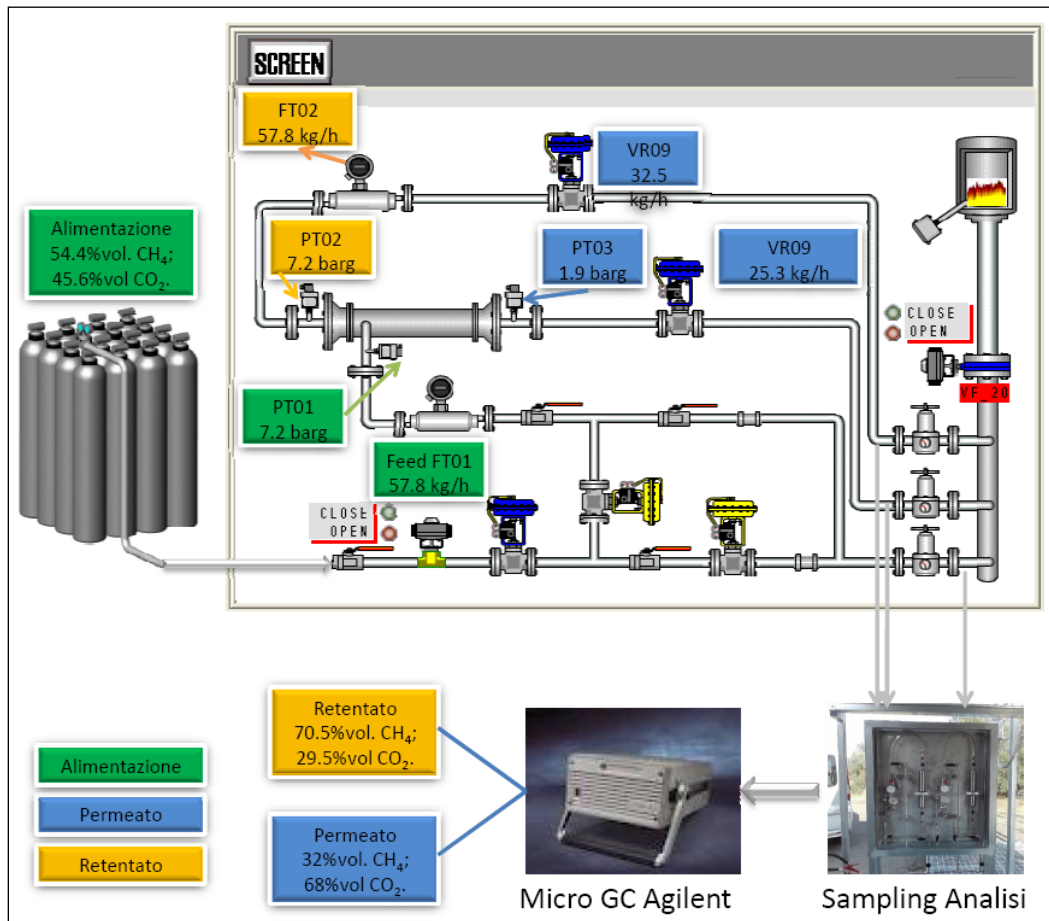 SCREEN
FT02
57.8 kg/h
VR09
32.5
kg/h
Alimentazione
54.4%vol. CH₄;
45.6%vol CO₂.
PT02
7.2 barg
PT03
1.9 barg
VR09
25.3 kg/h
CLOSE
OPEN
VF_20
PT01
7.2 barg
Feed FT01
57.8 kg/h
CLOSE
OPEN
Retentato
70.5%vol. CH₄;
29.5%vol CO₂.
Alimentazione
Permeato
Retentato
Permeato
32%vol. CH₄;
68%vol CO₂.
Micro GC Agilent
Sampling Analisi